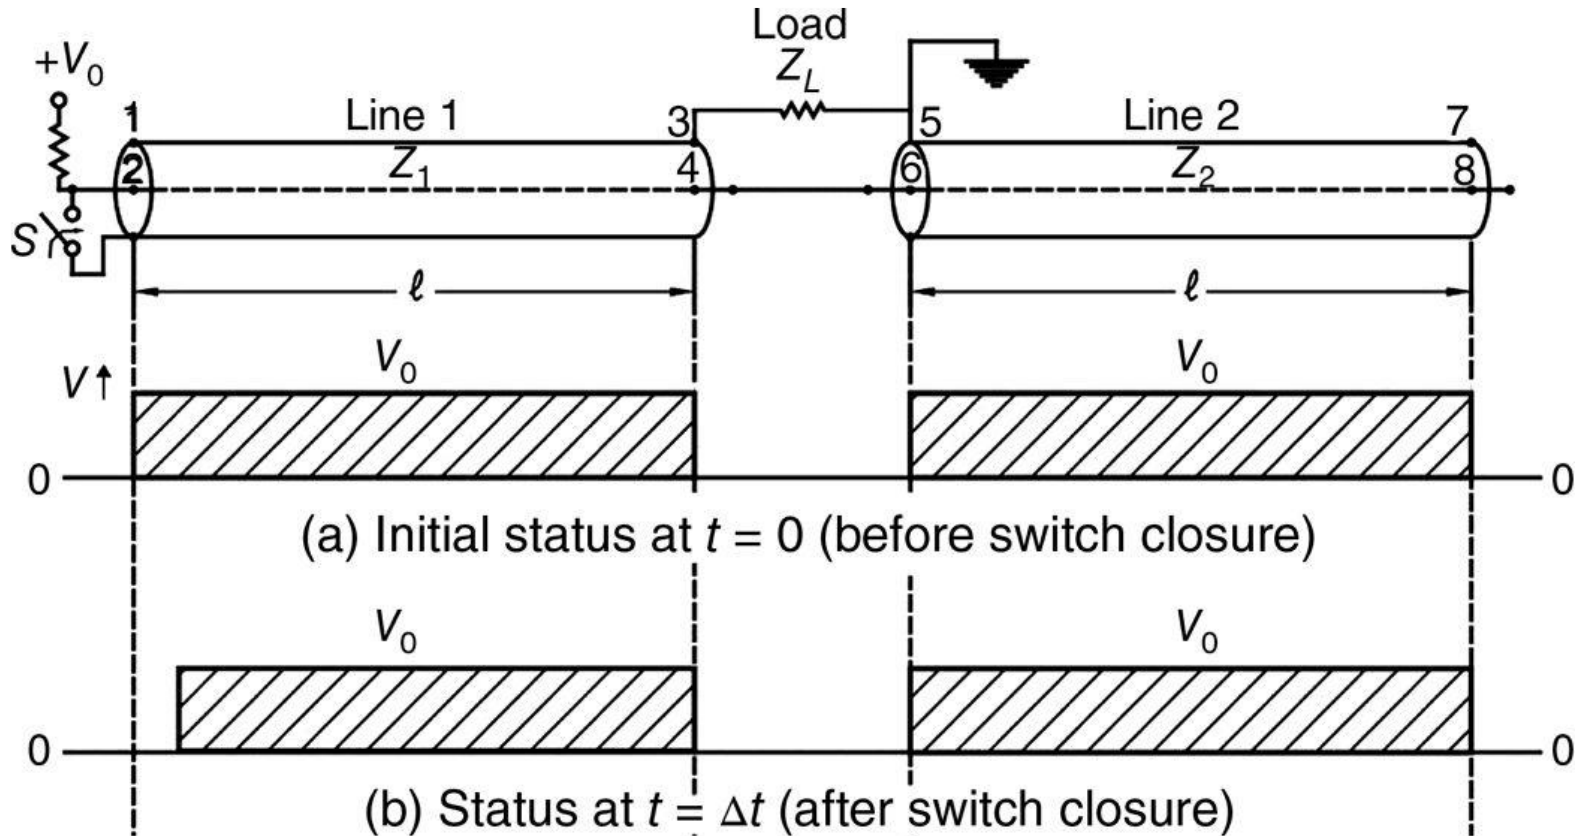 Load
+V₀ Z_L
1 Line 1 3 5 Line 2 7
2 Z₁ 4 6 Z₂ 8
S
ℓ ℓ
V₀ V₀
V
0 0
(a) Initial status at t = 0 (before switch closure)
V₀ V₀
0 0
(b) Status at t = Δt (after switch closure)